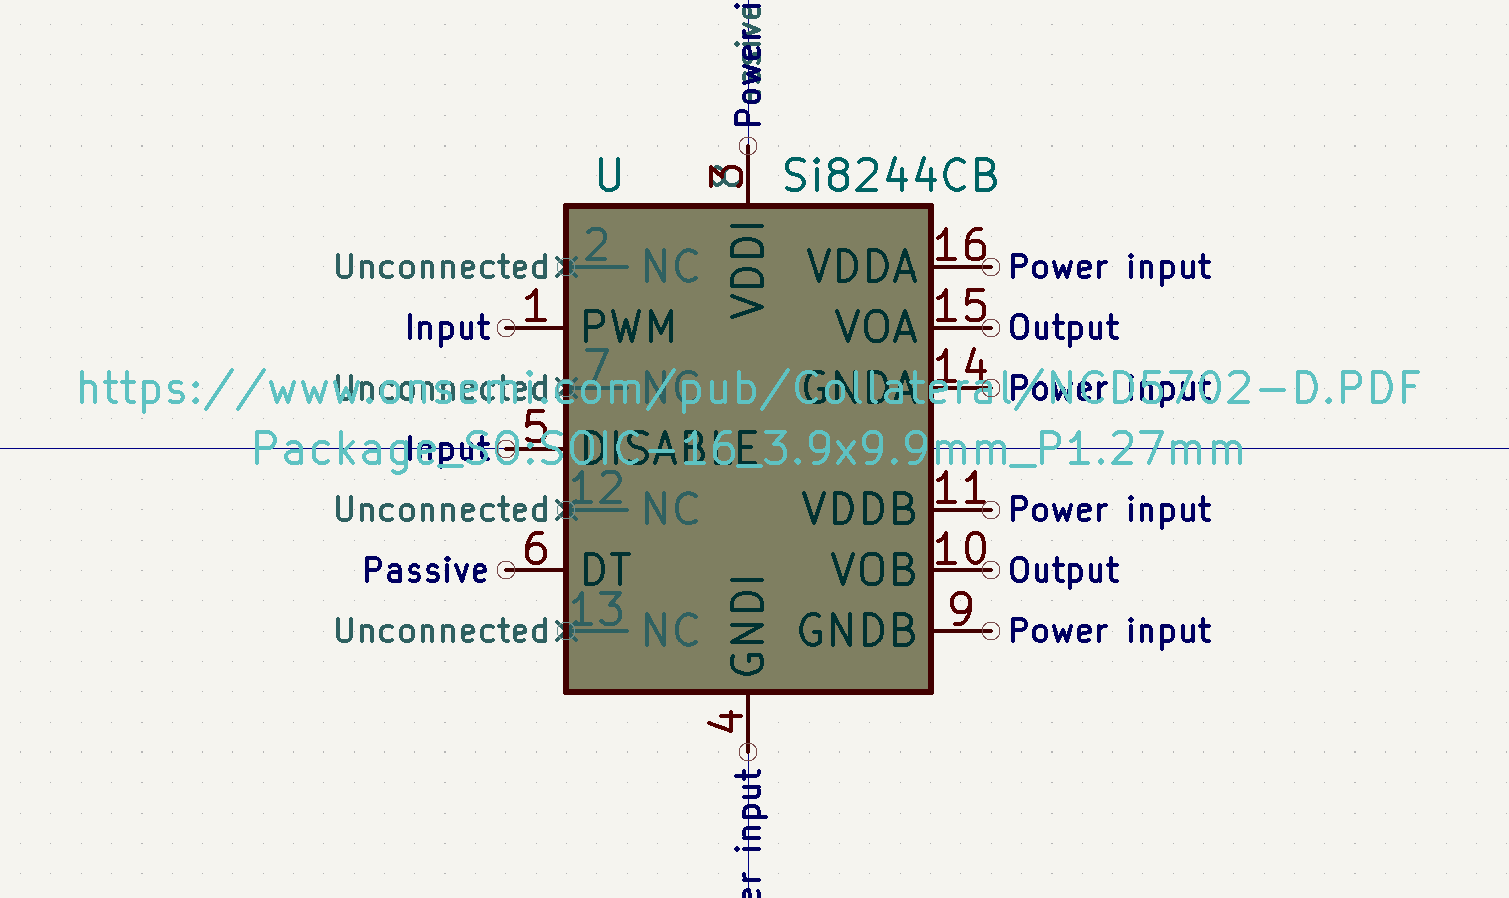 Power i
U
3
8
Si8244CB
Unconnected
2
NC
VDDI
VDDA
16
Power input
Input
1
PWM
VOA
15
Output
Unconnected
7
NC
GNDA
14
Power input
https://www.onsemi.com/pub/Collateral/NCD5702-D.PDF
Input
5
DISABLE
Package_SO:SOIC-16_3.9x9.9mm_P1.27mm
Unconnected
12
NC
VDDB
11
Power input
Passive
6
DT
VOB
10
Output
Unconnected
13
NC
GNDI
GNDB
9
Power input
4
er input